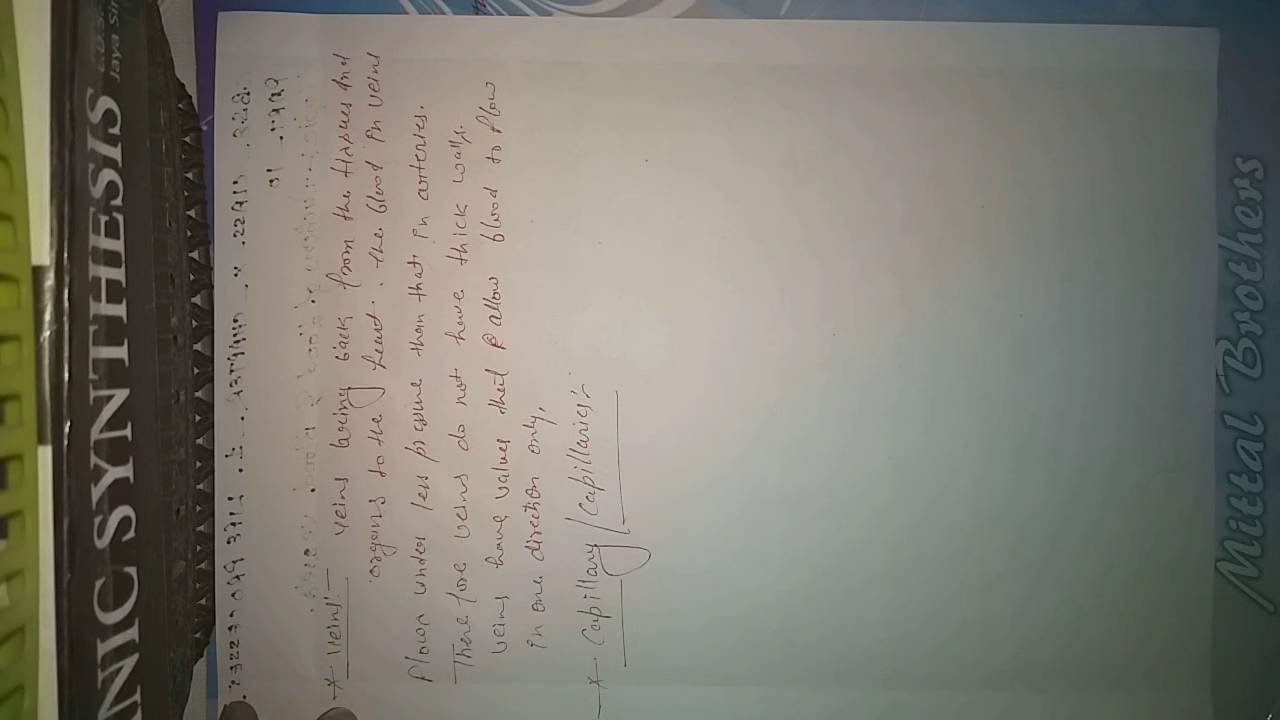 NIC SYNTHESIS
* Veins:- veins bring back from the tissues and
organs to the heart. the blood in veins
flows under less pressure than that in arteries.
Therefore veins do not have thick walls.
veins have valves that allow blood to flow
in one direction only,
* Capillary/Capillaries:-
Mittal Brothers